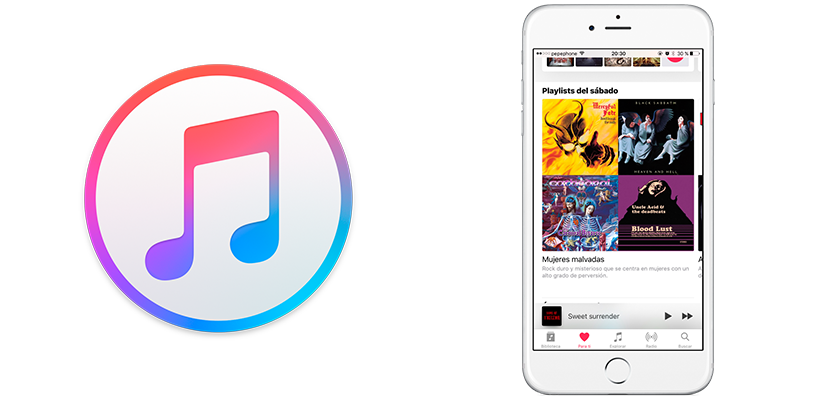 pepephone
20:30
30 %
Playlists del sábado
Mercyful
Fate
BLACK SABBATH
HEAVEN AND HELL
Uncle Acid &
the deadbeats
Blood Lust
Mujeres malvadas
Rock duro y misterioso que se centra en mujeres con un
alto grado de perversión.
Sweet surrender
Biblioteca
Para ti
Explorar
Radio
Buscar